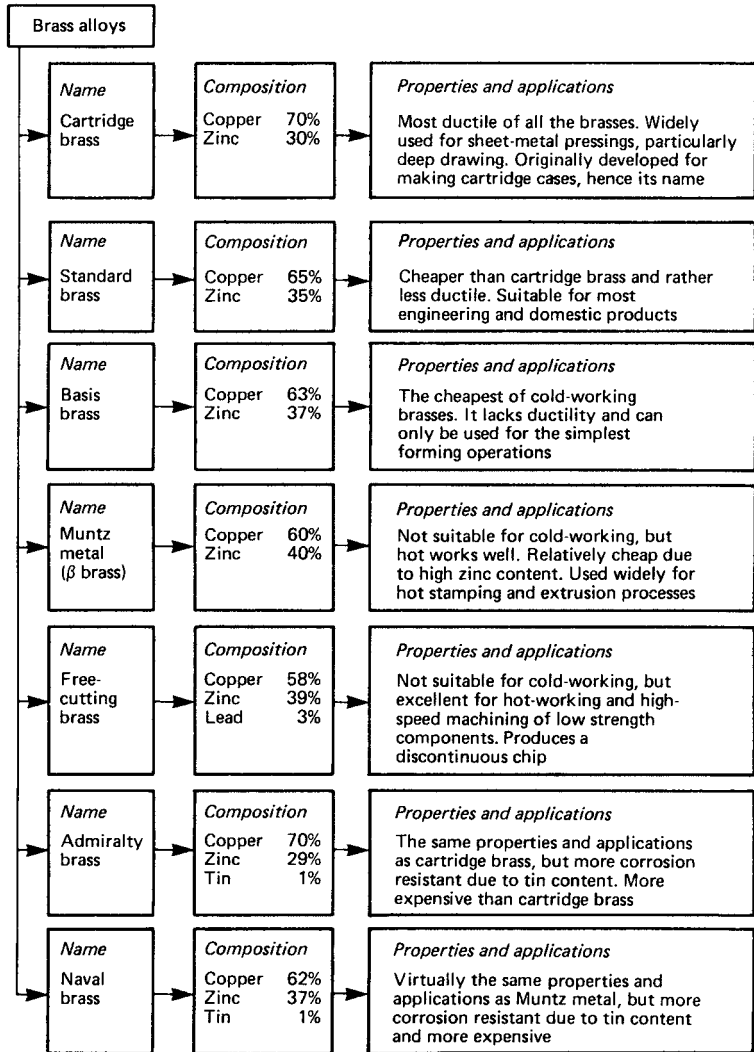 Brass alloys
Name
Cartridge
brass
Composition
Copper 70%
Zinc 30%
Properties and applications
Most ductile of all the brasses. Widely
used for sheet-metal pressings, particularly
deep drawing. Originally developed for
making cartridge cases, hence its name
Name
Standard
brass
Composition
Copper 65%
Zinc 35%
Properties and applications
Cheaper than cartridge brass and rather
less ductile. Suitable for most
engineering and domestic products
Name
Basis
brass
Composition
Copper 63%
Zinc 37%
Properties and applications
The cheapest of cold-working
brasses. It lacks ductility and can
only be used for the simplest
forming operations
Name
Muntz
metal
(β brass)
Composition
Copper 60%
Zinc 40%
Properties and applications
Not suitable for cold-working, but
hot works well. Relatively cheap due
to high zinc content. Used widely for
hot stamping and extrusion processes
Name
Free-
cutting
brass
Composition
Copper 58%
Zinc 39%
Lead 3%
Properties and applications
Not suitable for cold-working, but
excellent for hot-working and high-
speed machining of low strength
components. Produces a
discontinuous chip
Name
Admiralty
brass
Composition
Copper 70%
Zinc 29%
Tin 1%
Properties and applications
The same properties and applications
as cartridge brass, but more corrosion
resistant due to tin content. More
expensive than cartridge brass
Name
Naval
brass
Composition
Copper 62%
Zinc 37%
Tin 1%
Properties and applications
Virtually the same properties and
applications as Muntz metal, but more
corrosion resistant due to tin content
and more expensive